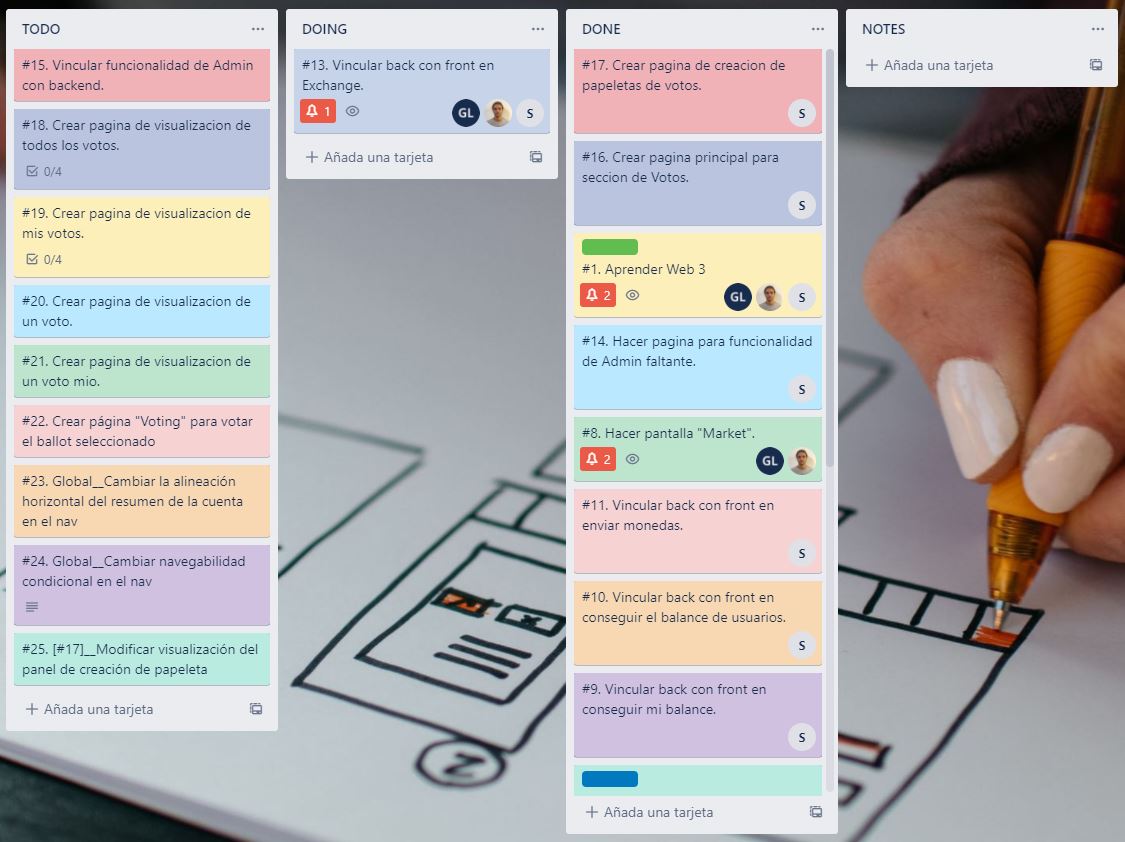 TODO
#15. Vincular funcionalidad de Admin
con backend.
#18. Crear pagina de visualizacion de
todos los votos.
0/4
#19. Crear pagina de visualizacion de
mis votos.
0/4
#20. Crear pagina de visualizacion de
un voto.
#21. Crear pagina de visualizacion de
un voto mio.
#22. Crear página "Voting" para votar
el ballot seleccionado
#23. Global__Cambiar la alineación
horizontal del resumen de la cuenta
en el nav
#24. Global__Cambiar navegabilidad
condicional en el nav
#25. [#17]__Modificar visualización del
panel de creación de papeleta
+ Añada una tarjeta
DOING
#13. Vincular back con front en
Exchange.
1
GL S
+ Añada una tarjeta
DONE
#17. Crear pagina de creacion de
papeletas de votos.
S
#16. Crear pagina principal para
seccion de Votos.
S
#1. Aprender Web 3
2
GL S
#14. Hacer pagina para funcionalidad
de Admin faltante.
S
#8. Hacer pantalla "Market".
2
GL
#11. Vincular back con front en
enviar monedas.
S
#10. Vincular back con front en
conseguir el balance de usuarios.
S
#9. Vincular back con front en
conseguir mi balance.
S
+ Añada una tarjeta
NOTES
+ Añada una tarjeta
2